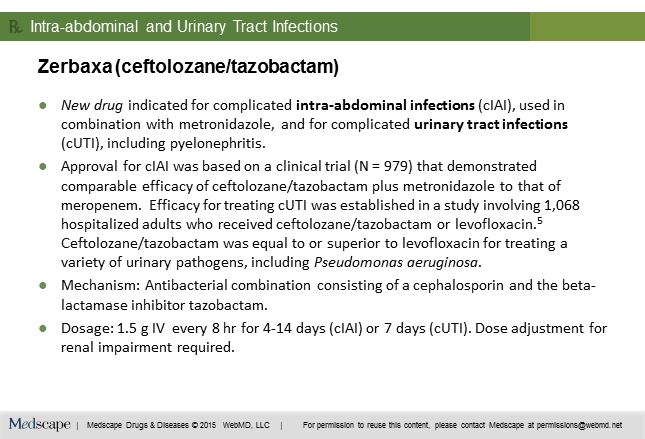 ℞ Intra-abdominal and Urinary Tract Infections
Zerbaxa (ceftolozane/tazobactam)
● New drug indicated for complicated intra-abdominal infections (cIAI), used in
combination with metronidazole, and for complicated urinary tract infections
(cUTI), including pyelonephritis.
● Approval for cIAI was based on a clinical trial (N = 979) that demonstrated
comparable efficacy of ceftolozane/tazobactam plus metronidazole to that of
meropenem. Efficacy for treating cUTI was established in a study involving 1,068
hospitalized adults who received ceftolozane/tazobactam or levofloxacin.⁵
Ceftolozane/tazobactam was equal to or superior to levofloxacin for treating a
variety of urinary pathogens, including Pseudomonas aeruginosa.
● Mechanism: Antibacterial combination consisting of a cephalosporin and the beta-
lactamase inhibitor tazobactam.
● Dosage: 1.5 g IV every 8 hr for 4-14 days (cIAI) or 7 days (cUTI). Dose adjustment for
renal impairment required.
Medscape | Medscape Drugs & Diseases © 2015 WebMD, LLC | For permission to reuse this content, please contact Medscape at permissions@webmd.net